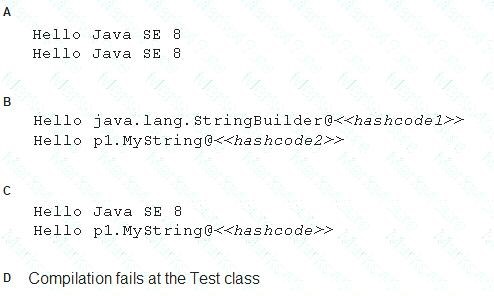 A
Hello Java SE 8
Hello Java SE 8
B
Hello java.lang.StringBuilder@<<hashcode1>>
Hello p1.MyString@<<hashcode2>>
C
Hello Java SE 8
Hello p1.MyString@<<hashcode>>
D Compilation fails at the Test class